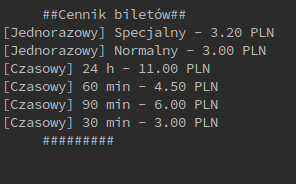 ##Cennik biletów##
[Jednorazowy] Specjalny - 3.20 PLN
[Jednorazowy] Normalny - 3.00 PLN
[Czasowy] 24 h - 11.00 PLN
[Czasowy] 60 min - 4.50 PLN
[Czasowy] 90 min - 6.00 PLN
[Czasowy] 30 min - 3.00 PLN
#########